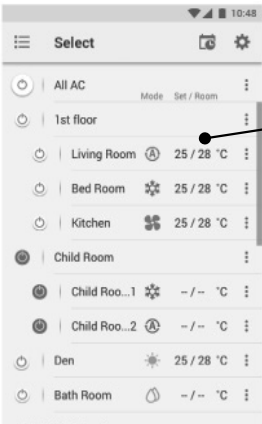 10:48
Select
All AC
Mode Set / Room
1st floor
Living Room A 25 / 28 °C
Bed Room 25 / 28 °C
Kitchen 25 / 28 °C
Child Room
Child Roo...1 -- / -- °C
Child Roo...2 A -- / -- °C
Den 25 / 28 °C
Bath Room -- / -- °C